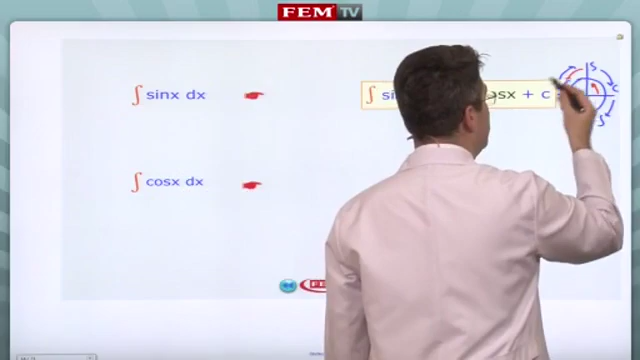 FEM TV
∫ sinx dx
∫ sx + c
S
C
S
∫ cosx dx